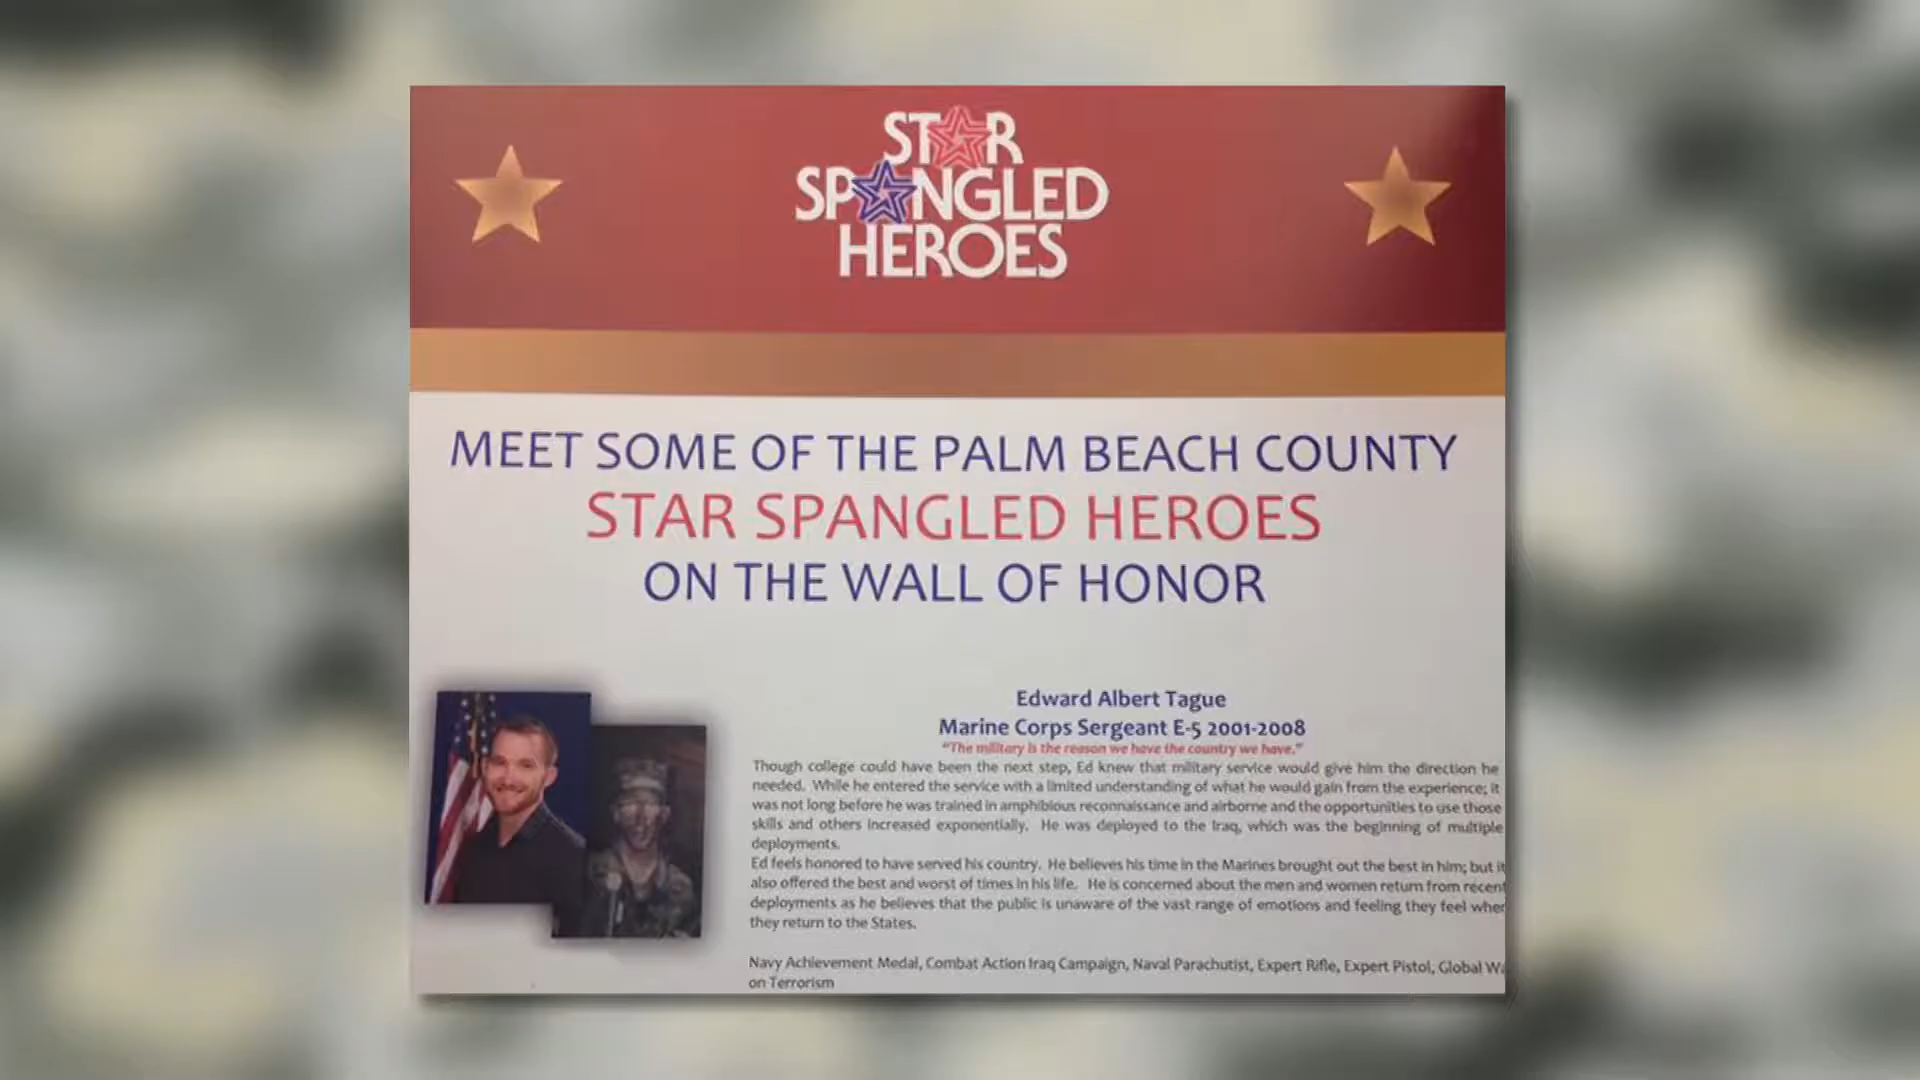 STAR
SPANGLED
HEROES
MEET SOME OF THE PALM BEACH COUNTY
STAR SPANGLED HEROES
ON THE WALL OF HONOR
Edward Albert Tague
Marine Corps Sergeant E-5 2001-2008
"The military is the reason we have the country we have."
Though college could have been the next step, Ed knew that military service would give him the direction he
needed. While he entered the service with a limited understanding of what he would gain from the experience; it
was not long before he was trained in amphibious reconnaissance and airborne and the opportunities to use those
skills and others increased exponentially. He was deployed to the Iraq, which was the beginning of multiple
deployments.
Ed feels honored to have served his country. He believes his time in the Marines brought out the best in him; but it
also offered the best and worst of times in his life. He is concerned about the men and women return from recent
deployments as he believes that the public is unaware of the vast range of emotions and feeling they feel when
they return to the States.
Navy Achievement Medal, Combat Action Iraq Campaign, Naval Parachutist, Expert Rifle, Expert Pistol, Global Wa
on Terrorism